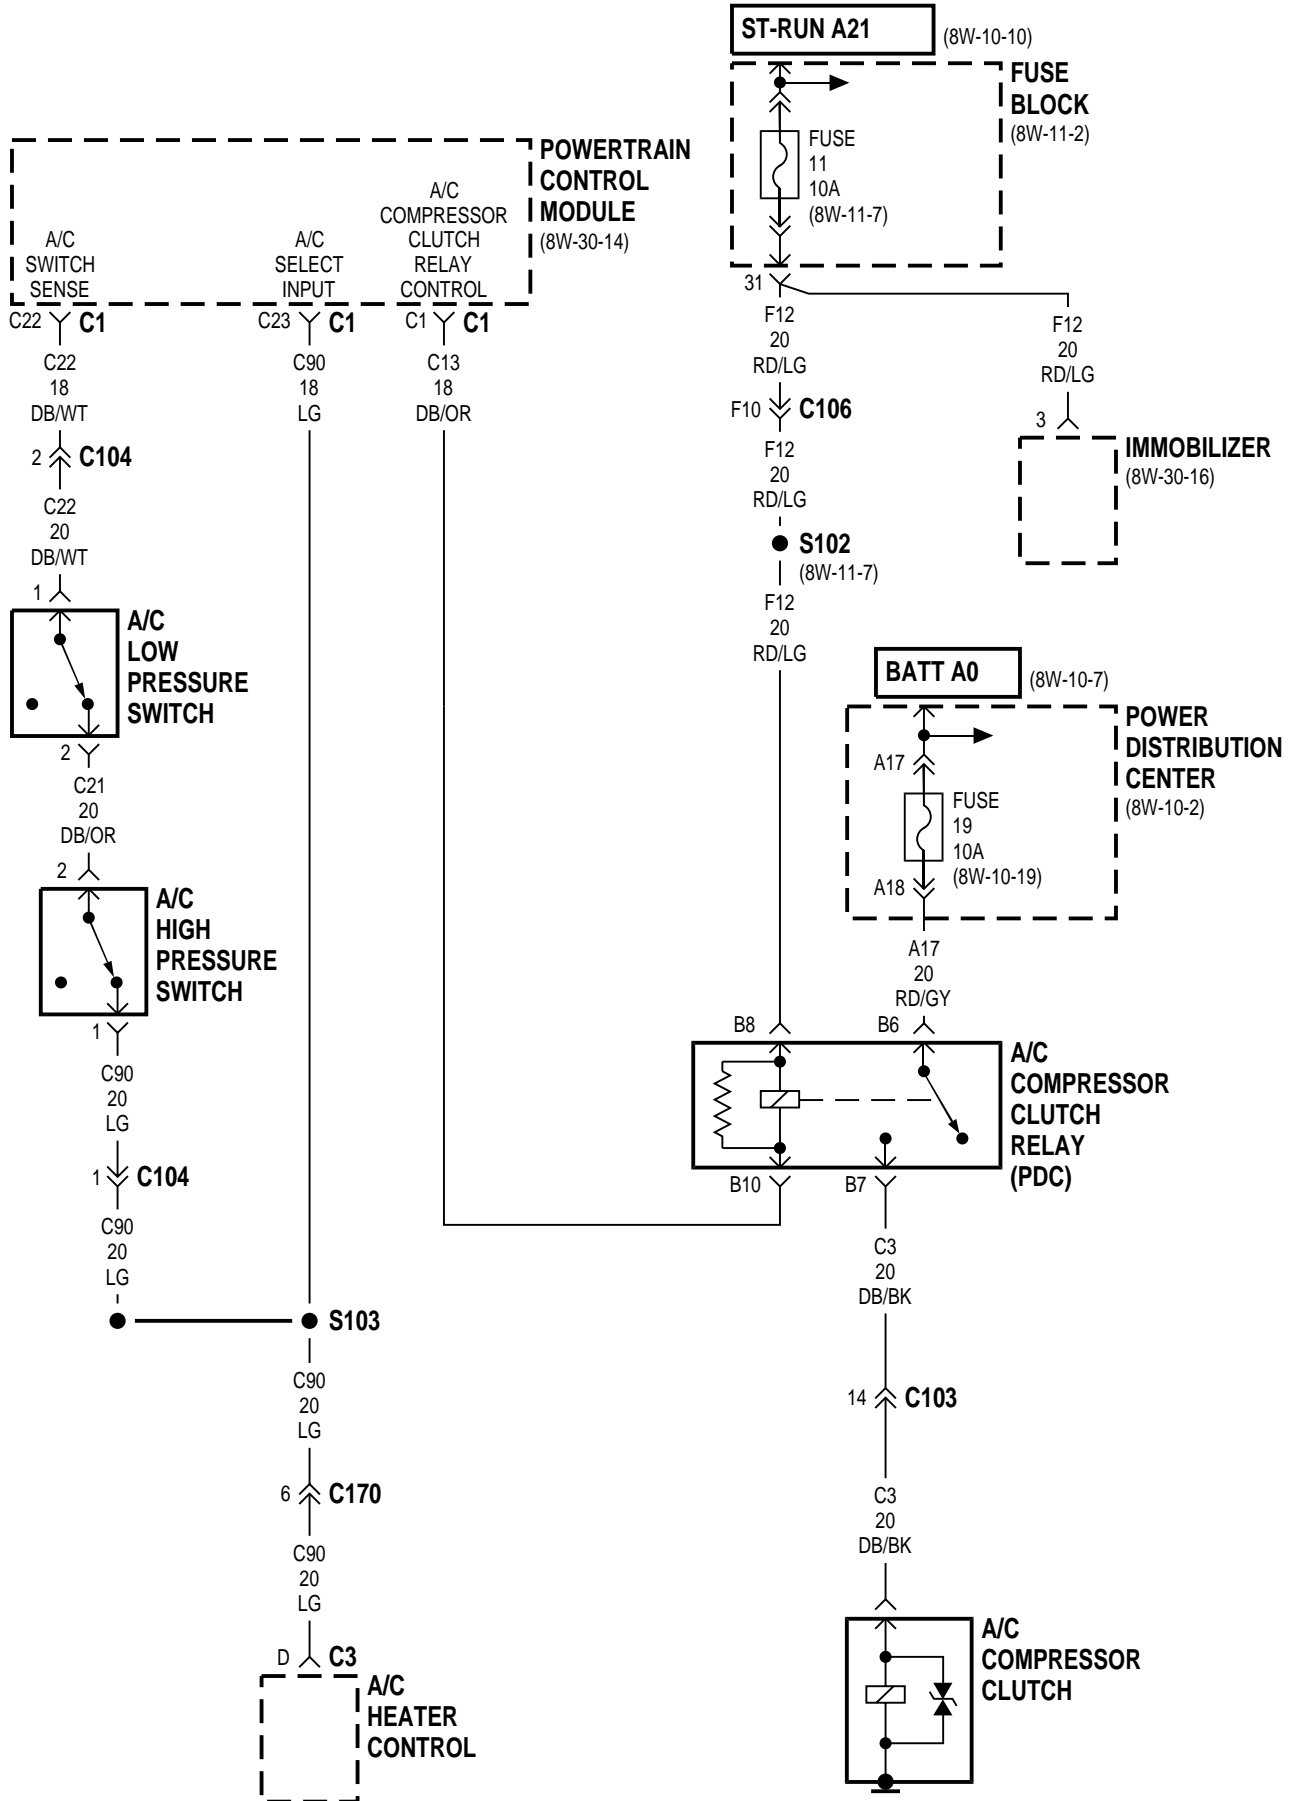 ST-RUN A21
(8W-10-10)
FUSE
BLOCK
(8W-11-2)
FUSE
11
10A
(8W-11-7)
POWERTRAIN
CONTROL
MODULE
(8W-30-14)
A/C
SWITCH
SENSE
A/C
SELECT
INPUT
A/C
COMPRESSOR
CLUTCH
RELAY
CONTROL
C22 C1
C23 C1
C1 C1
C22
18
DB/WT
C90
18
LG
C13
18
DB/OR
31
F12
20
RD/LG
F12
20
RD/LG
F10 C106
3
IMMOBILIZER
(8W-30-16)
2 C104
F12
20
RD/LG
C22
20
DB/WT
S102
(8W-11-7)
1
A/C
LOW
PRESSURE
SWITCH
F12
20
RD/LG
BATT A0
(8W-10-7)
POWER
DISTRIBUTION
CENTER
(8W-10-2)
A17
FUSE
19
10A
(8W-10-19)
A18
2
C21
20
DB/OR
2
A/C
HIGH
PRESSURE
SWITCH
A17
20
RD/GY
1
B8
B6
A/C
COMPRESSOR
CLUTCH
RELAY
(PDC)
C90
20
LG
1 C104
B10
B7
C90
20
LG
C3
20
DB/BK
S103
C90
20
LG
14 C103
6 C170
C3
20
DB/BK
C90
20
LG
D C3
A/C
HEATER
CONTROL
A/C
COMPRESSOR
CLUTCH